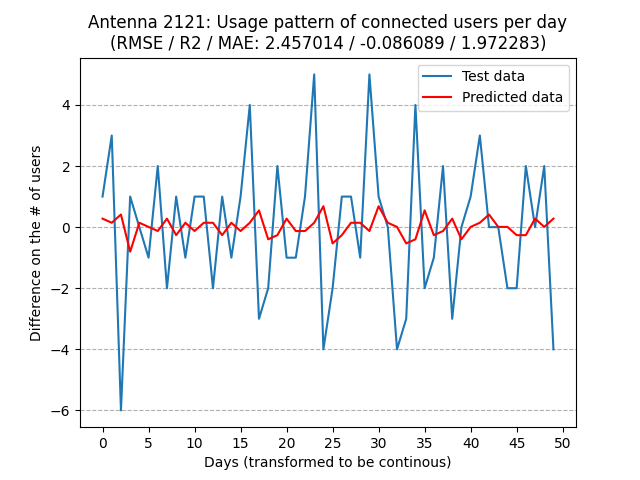 Antenna 2121: Usage pattern of connected users per day
(RMSE / R2 / MAE: 2.457014 / -0.086089 / 1.972283)
Test data
Predicted data
4
2
0
−2
−4
−6
Difference on the # of users
0 5 10 15 20 25 30 35 40 45 50
Days (transformed to be continous)